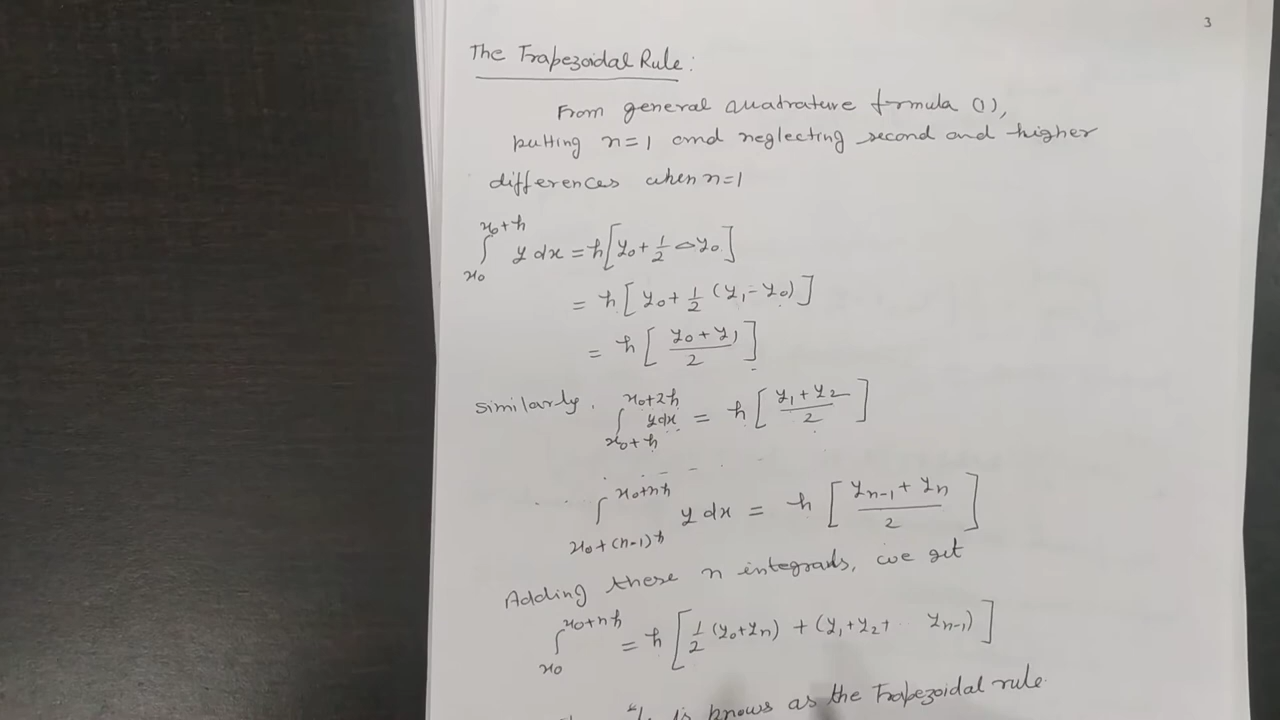 3
The Trapezoidal Rule:
From general quadrature formula (1),
putting n=1 and neglecting second and higher
differences when n=1
∫_{x₀}^{x₀+h} y dx = h[y₀ + ½ Δy₀]
= h[y₀ + ½ (y₁ - y₀)]
= h[(y₀ + y₁)/2]
Similarly, ∫_{x₀+h}^{x₀+2h} ydx = h[(y₁ + y₂)/2]
∫_{x₀+(n-1)h}^{x₀+nh} y dx = h[(yₙ₋₁ + yₙ)/2]
Adding these n integrals, we get
∫_{x₀}^{x₀+nh} = h[½ (y₀+yₙ) + (y₁+y₂+ yₙ₋₁)]
is knows as the Trapezoidal rule